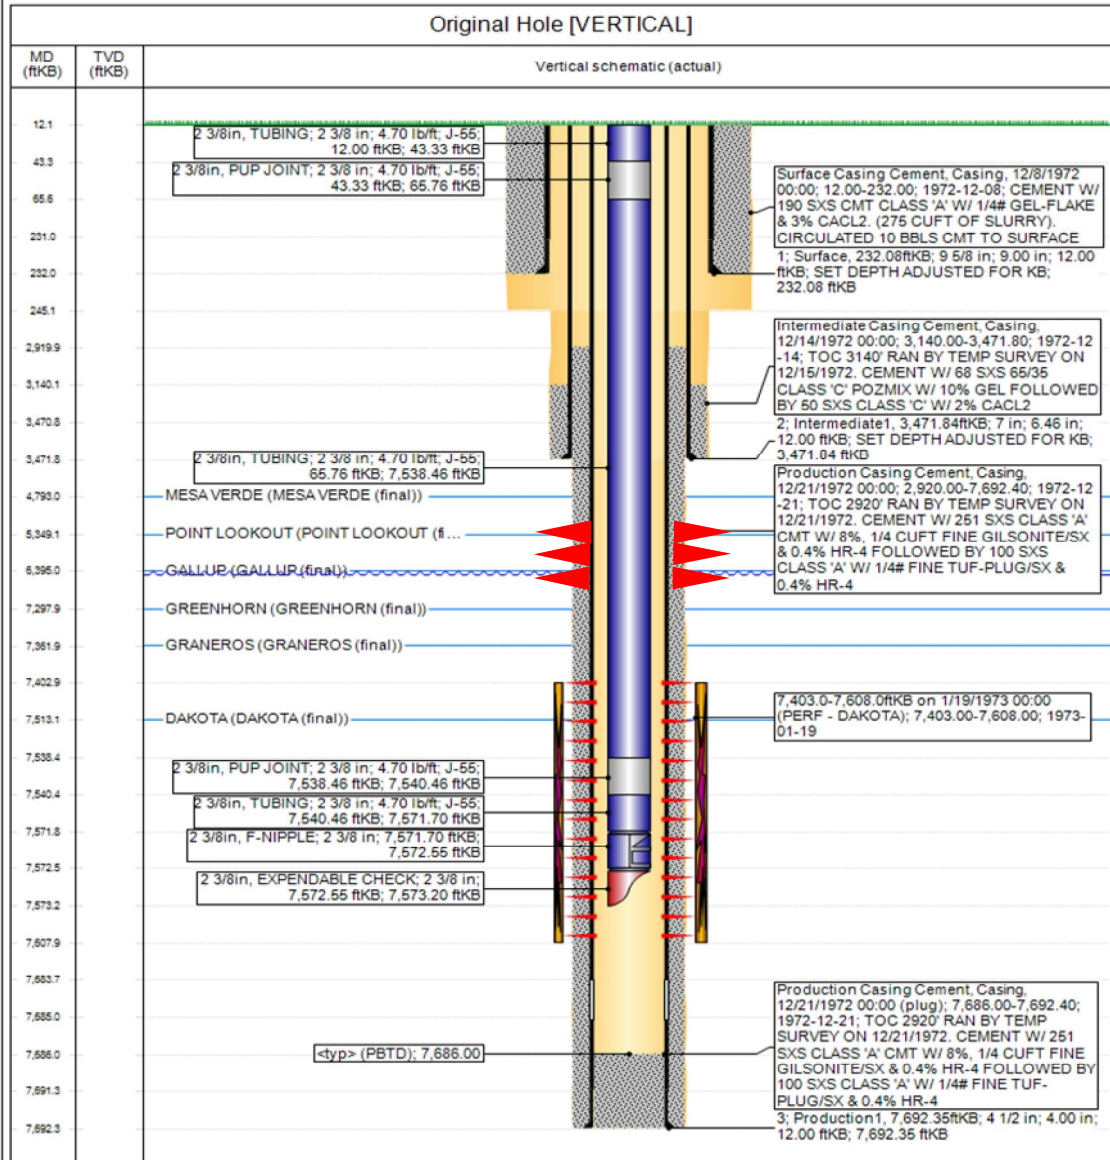 Original Hole [VERTICAL]
MD
(ftKB)
TVD
(ftKB)
Vertical schematic (actual)
12.1
43.3
65.6
231.0
232.0
245.1
2,919.9
3,140.1
3,470.8
3,471.8
4,793.0
5,349.1
6,395.0
7,297.9
7,361.9
7,402.9
7,513.1
7,538.4
7,540.4
7,571.8
7,572.5
7,573.2
7,607.9
7,683.7
7,685.0
7,686.0
7,691.3
7,692.3
2 3/8in, TUBING; 2 3/8 in; 4.70 lb/ft; J-55;
12.00 ftKB; 43.33 ftKB
2 3/8in, PUP JOINT; 2 3/8 in; 4.70 lb/ft; J-55;
43.33 ftKB; 65.76 ftKB
Surface Casing Cement, Casing, 12/8/1972
00:00; 12.00-232.00; 1972-12-08; CEMENT W/
190 SXS CMT CLASS 'A' W/ 1/4# GEL-FLAKE
& 3% CACL2. (275 CUFT OF SLURRY).
CIRCULATED 10 BBLS CMT TO SURFACE
1; Surface, 232.08ftKB; 9 5/8 in; 9.00 in; 12.00
ftKB; SET DEPTH ADJUSTED FOR KB;
232.08 ftKB
Intermediate Casing Cement, Casing,
12/14/1972 00:00; 3,140.00-3,471.80; 1972-12
-14; TOC 3140' RAN BY TEMP SURVEY ON
12/15/1972. CEMENT W/ 68 SXS 65/35
CLASS 'C' POZMIX W/ 10% GEL FOLLOWED
BY 50 SXS CLASS 'C' W/ 2% CACL2
2; Intermediate1, 3,471.84ftKB; 7 in; 6.46 in;
12.00 ftKB; SET DEPTH ADJUSTED FOR KB;
3,471.84 ftKB
2 3/8in, TUBING; 2 3/8 in; 4.70 lb/ft; J-55;
65.76 ftKB; 7,538.46 ftKB
Production Casing Cement, Casing,
12/21/1972 00:00; 2,920.00-7,692.40; 1972-12
-21; TOC 2920' RAN BY TEMP SURVEY ON
12/21/1972. CEMENT W/ 251 SXS CLASS 'A'
CMT W/ 8%, 1/4 CUFT FINE GILSONITE/SX
& 0.4% HR-4 FOLLOWED BY 100 SXS
CLASS 'A' W/ 1/4# FINE TUF-PLUG/SX &
0.4% HR-4
MESA VERDE (MESA VERDE (final))
POINT LOOKOUT (POINT LOOKOUT (fi...
GALLUP (GALLUP (final))
GREENHORN (GREENHORN (final))
GRANEROS (GRANEROS (final))
DAKOTA (DAKOTA (final))
7,403.0-7,608.0ftKB on 1/19/1973 00:00
(PERF - DAKOTA); 7,403.00-7,608.00; 1973-
01-19
2 3/8in, PUP JOINT; 2 3/8 in; 4.70 lb/ft; J-55;
7,538.46 ftKB; 7,540.46 ftKB
2 3/8in, TUBING; 2 3/8 in; 4.70 lb/ft; J-55;
7,540.46 ftKB; 7,571.70 ftKB
2 3/8in, F-NIPPLE; 2 3/8 in; 7,571.70 ftKB;
7,572.55 ftKB
2 3/8in, EXPENDABLE CHECK; 2 3/8 in;
7,572.55 ftKB; 7,573.20 ftKB
<typ> (PBTD); 7,686.00
Production Casing Cement, Casing,
12/21/1972 00:00 (plug); 7,686.00-7,692.40;
1972-12-21; TOC 2920' RAN BY TEMP
SURVEY ON 12/21/1972. CEMENT W/ 251
SXS CLASS 'A' CMT W/ 8%, 1/4 CUFT FINE
GILSONITE/SX & 0.4% HR-4 FOLLOWED BY
100 SXS CLASS 'A' W/ 1/4# FINE TUF-
PLUG/SX & 0.4% HR-4
3; Production1, 7,692.35ftKB; 4 1/2 in; 4.00 in;
12.00 ftKB; 7,692.35 ftKB